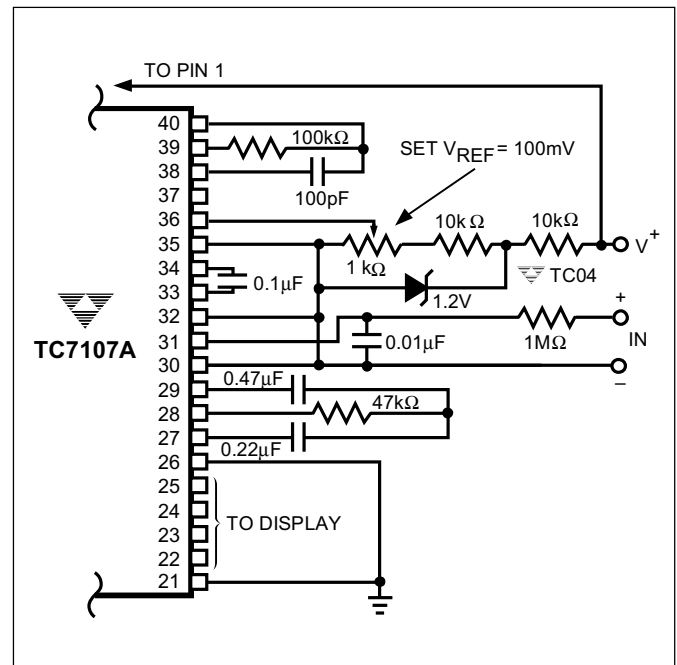 TO PIN 1
40
39
100kΩ
38
100pF
SET VREF = 100mV
37
36
35
10k Ω
10kΩ
V+
1 kΩ
34
0.1µF
TC04
33
1.2V
32
+
TC7107A
31
0.01µF
1MΩ
IN
30
–
29
0.47µF
28
47kΩ
27
0.22µF
26
25
24
TO DISPLAY
23
22
21